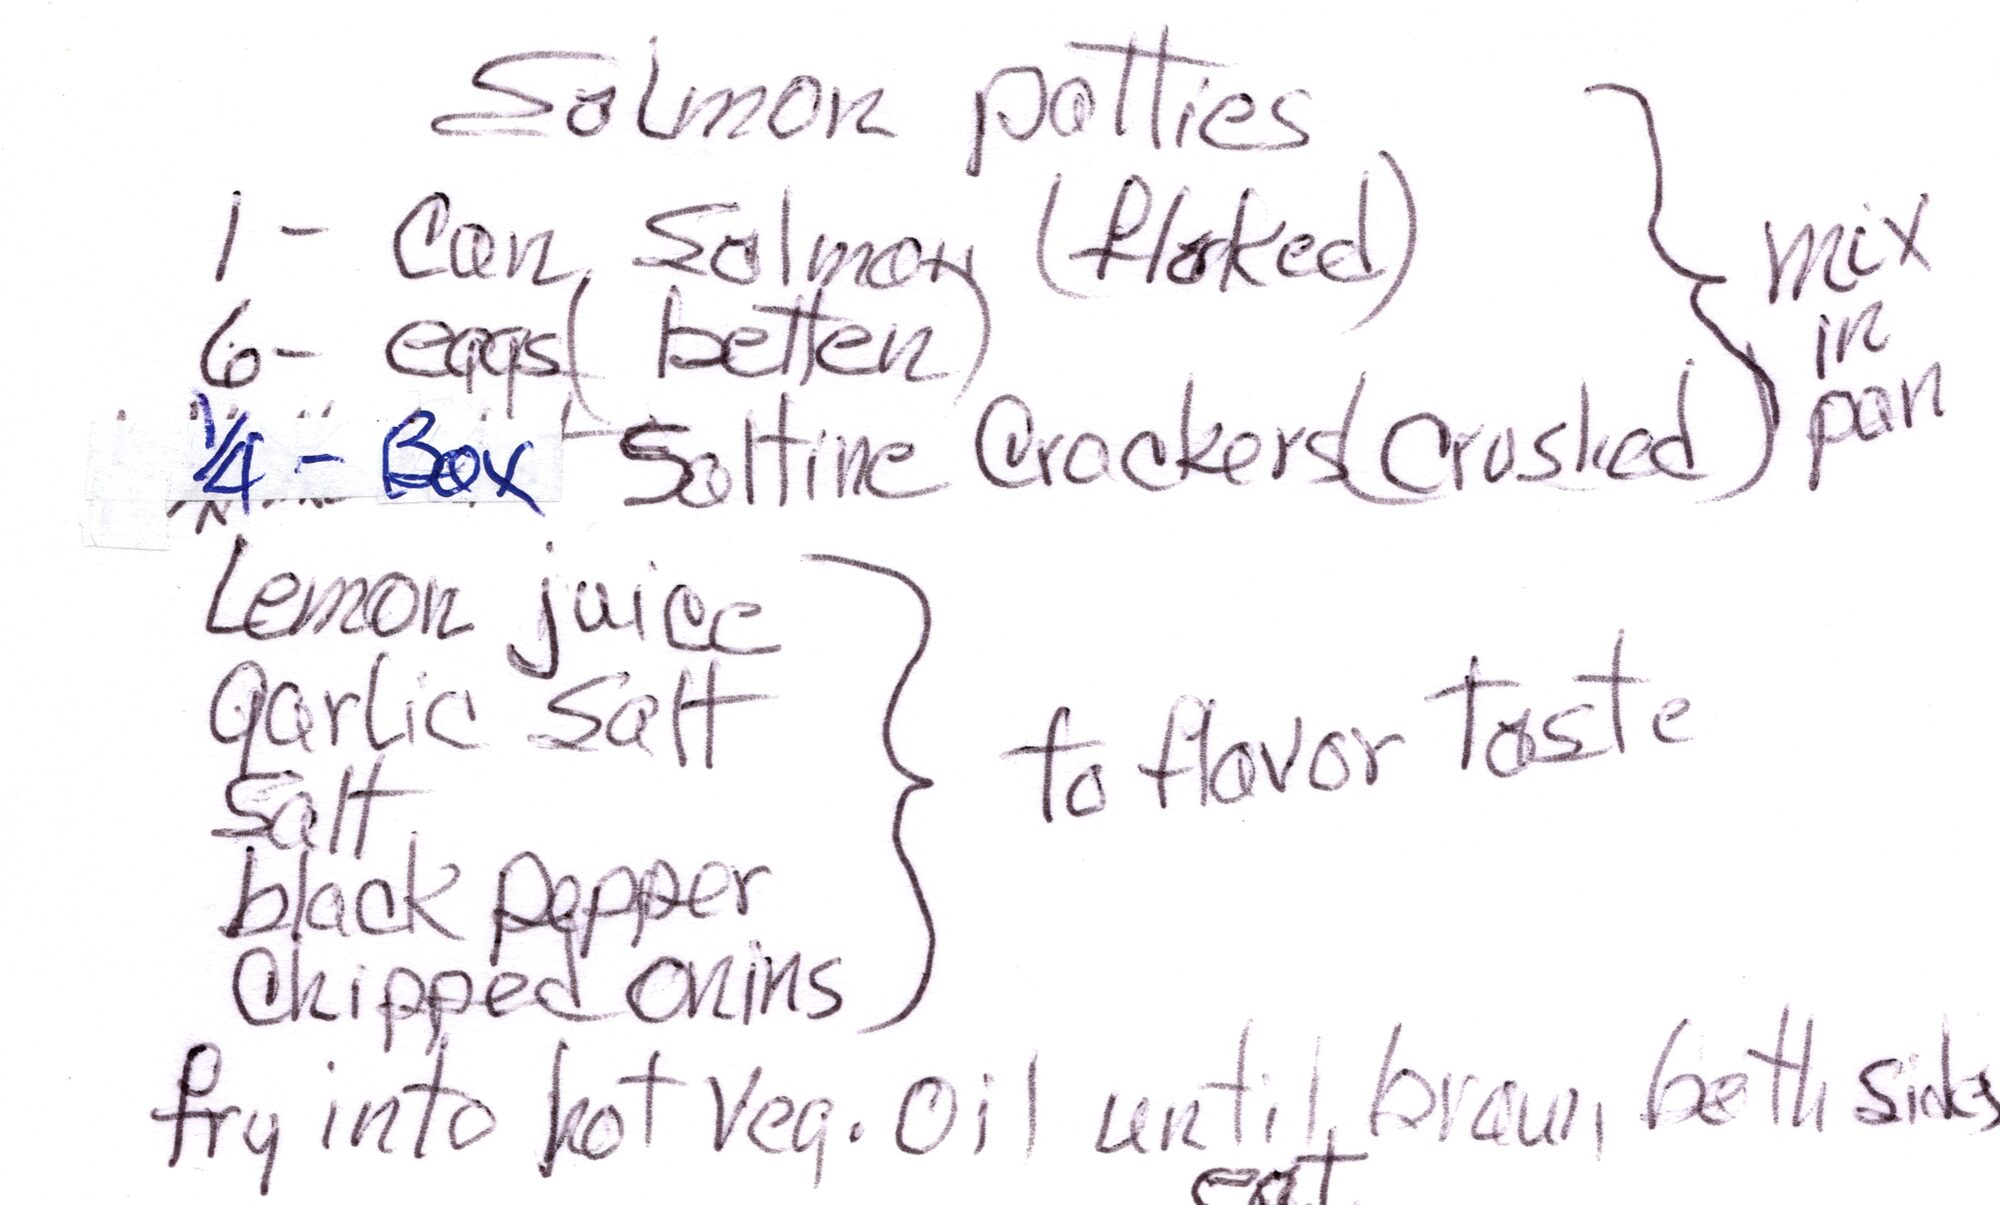 Salmon patties
1 - Can Salmon (flaked)
6 - eggs (betten)
1/4 - Box Saltine Crackers (Crushed)
mix
in
pan
Lemon juice
garlic salt
salt
black pepper
Chipped onins
to flavor taste
fry into hot Veg. Oil until braun both sides
eat